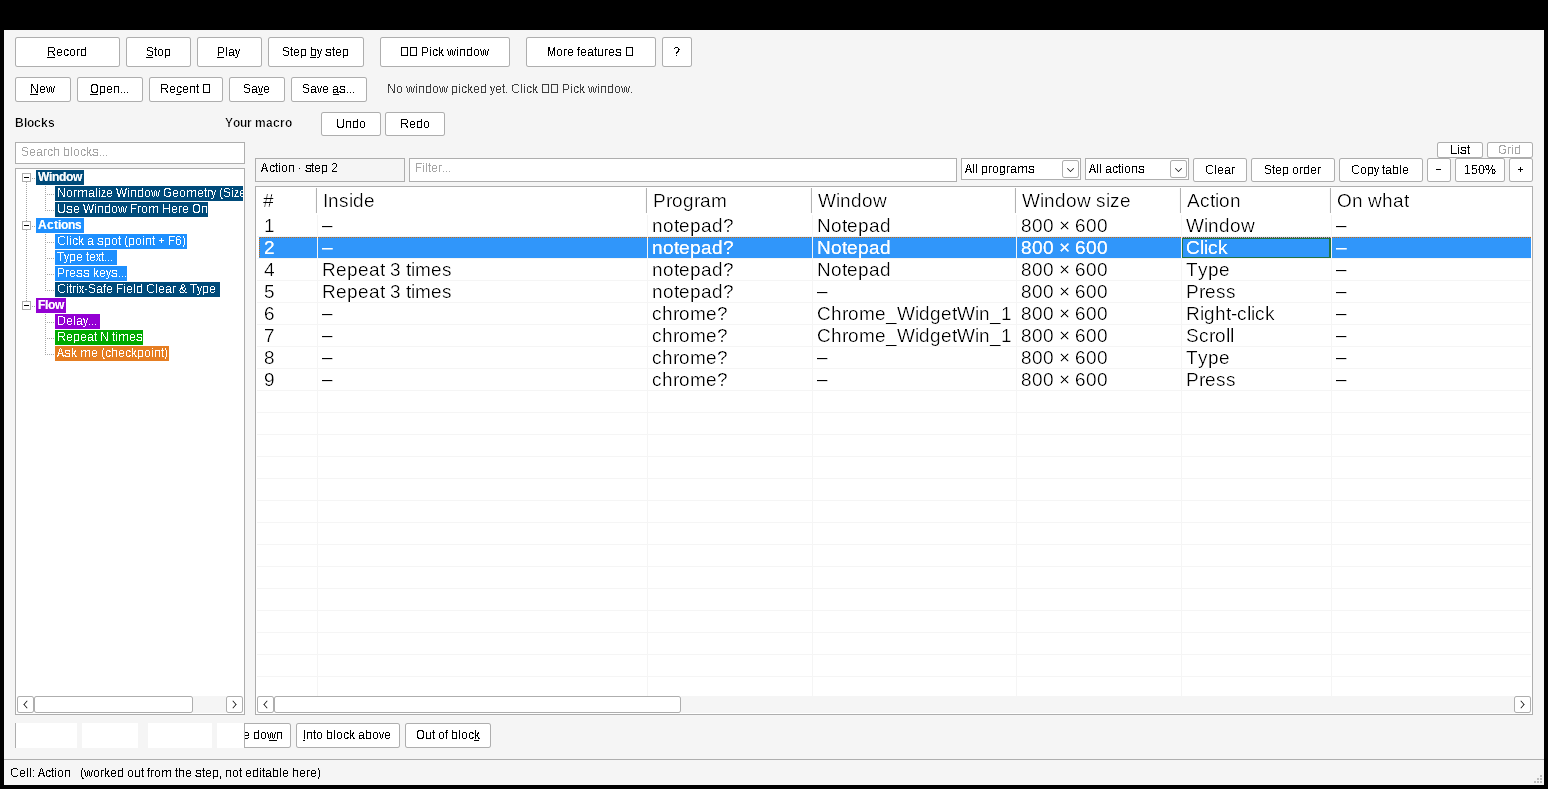 Record Stop Play Step by step Pick window More features ?
New Open... Recent Save Save as... No window picked yet. Click Pick window.
Blocks Your macro Undo Redo
Search blocks... List Grid
Action · step 2 Filter... All programs All actions Clear Step order Copy table - 150% +
Window
Normalize Window Geometry (Size
Use Window From Here On
Actions
Click a spot (point + F6)
Type text...
Press keys...
Citrix-Safe Field Clear & Type
Flow
Delay...
Repeat N times
Ask me (checkpoint)
# Inside Program Window Window size Action On what
1 – notepad? Notepad 800 × 600 Window –
2 – notepad? Notepad 800 × 600 Click –
4 Repeat 3 times notepad? Notepad 800 × 600 Type –
5 Repeat 3 times notepad? – 800 × 600 Press –
6 – chrome? Chrome_WidgetWin_1 800 × 600 Right-click –
7 – chrome? Chrome_WidgetWin_1 800 × 600 Scroll –
8 – chrome? – 800 × 600 Type –
9 – chrome? – 800 × 600 Press –
e down Into block above Out of block
Cell: Action (worked out from the step, not editable here)